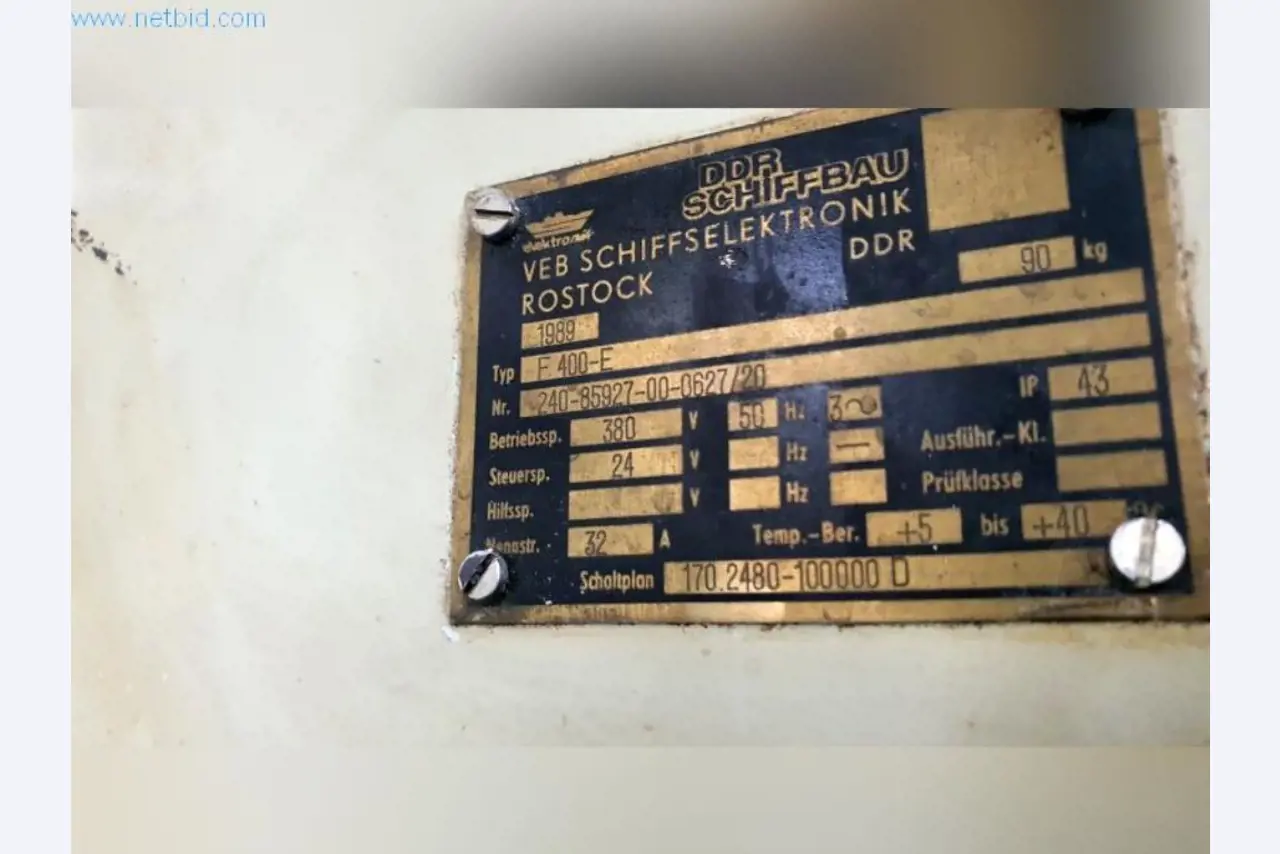 www.netbid.com
DDR
SCHIFFBAU
elektronik
VEB SCHIFFSELEKTRONIK
ROSTOCK DDR
90 kg
1989
Typ F 400-E
Nr. 240-85927-00-0627/20
Betriebssp. 380 V 50 Hz 3~ IP 43
Steuersp. 24 V Hz — Ausführ.-Kl.
Hilfssp. V Hz Prüfklasse
Nennstr. 32 A Temp.-Ber. +5 bis +40 °C
Schaltplan 170.2480-100000 D